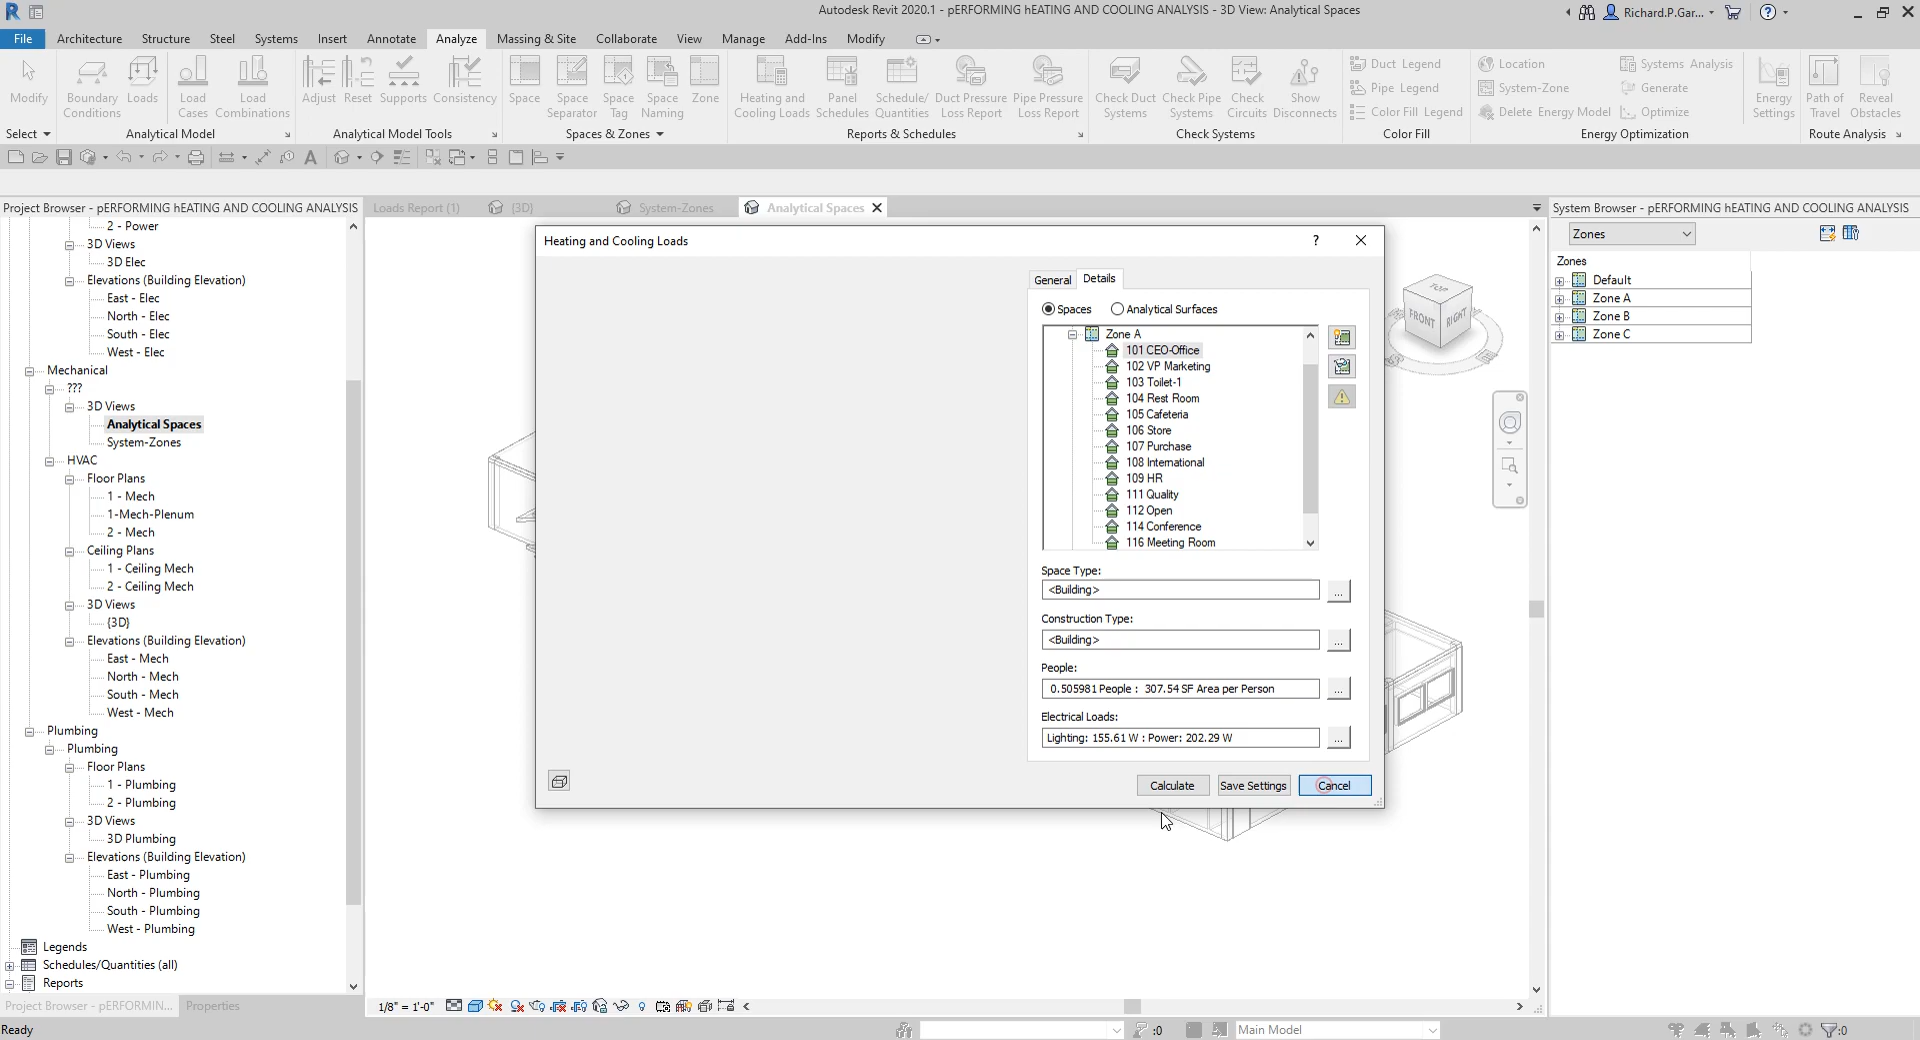 Autodesk Revit 2020.1 - pERFORMING hEATING AND COOLING ANALYSIS - 3D View: Analytical Spaces
Richard.P.Gar...
File Architecture Structure Steel Systems Insert Annotate Analyze Massing & Site Collaborate View Manage Add-Ins Modify
Modify
Boundary Conditions
Loads
Load Cases
Load Combinations
Adjust
Reset
Supports
Consistency
Space
Space Separator
Space Tag
Space Naming
Zone
Heating and Cooling Loads
Panel Schedules
Schedule/ Quantities
Duct Pressure Loss Report
Pipe Pressure Loss Report
Check Duct Systems
Check Pipe Systems
Check Circuits
Show Disconnects
Duct Legend
Pipe Legend
Color Fill Legend
Location
System-Zone
Delete Energy Model
Systems Analysis
Generate
Optimize
Energy Settings
Path of Travel
Reveal Obstacles
Select Analytical Model Analytical Model Tools Spaces & Zones Reports & Schedules Check Systems Color Fill Energy Optimization Route Analysis
Project Browser - pERFORMING hEATING AND COOLING ANALYSIS
2 - Power
3D Views
3D Elec
Elevations (Building Elevation)
East - Elec
North - Elec
South - Elec
West - Elec
Mechanical
???
3D Views
Analytical Spaces
System-Zones
HVAC
Floor Plans
1 - Mech
1-Mech-Plenum
2 - Mech
Ceiling Plans
1 - Ceiling Mech
2 - Ceiling Mech
3D Views
{3D}
Elevations (Building Elevation)
East - Mech
North - Mech
South - Mech
West - Mech
Plumbing
Plumbing
Floor Plans
1 - Plumbing
2 - Plumbing
3D Views
3D Plumbing
Elevations (Building Elevation)
East - Plumbing
North - Plumbing
South - Plumbing
West - Plumbing
Legends
Schedules/Quantities (all)
Reports
Project Browser - pERFORMIN... Properties
Loads Report (1) {3D} System-Zones Analytical Spaces
Heating and Cooling Loads
?
General Details
Spaces Analytical Surfaces
Zone A
101 CEO-Office
102 VP Marketing
103 Toilet-1
104 Rest Room
105 Cafeteria
106 Store
107 Purchase
108 International
109 HR
111 Quality
112 Open
114 Conference
116 Meeting Room
Space Type:
<Building>
...
Construction Type:
<Building>
...
People:
0.505981 People : 307.54 SF Area per Person
...
Electrical Loads:
Lighting: 155.61 W : Power: 202.29 W
...
Calculate Save Settings Cancel
TOP
FRONT
RIGHT
System Browser - pERFORMING hEATING AND COOLING ANALYSIS
Zones
Zones
Default
Zone A
Zone B
Zone C
1/8" = 1'-0"
Ready
:0
Main Model
:0